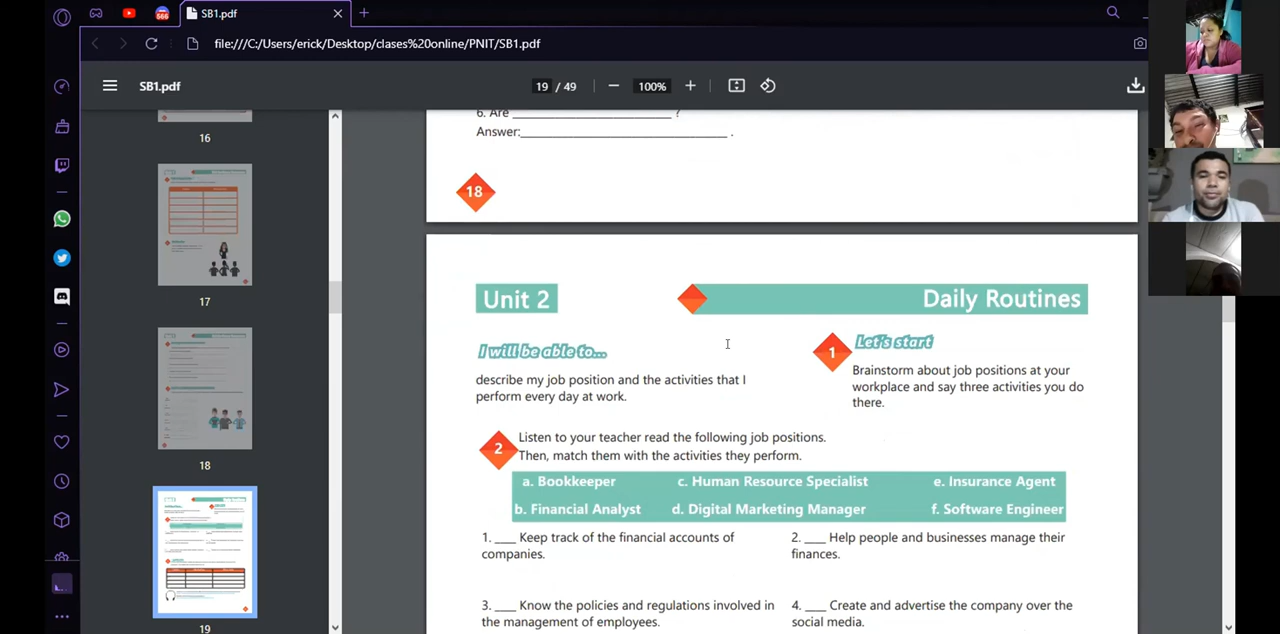 SB1.pdf
file:///C:/Users/erick/Desktop/clases%20online/PNIT/SB1.pdf
SB1.pdf
19 / 49
100%
16
17
18
19
6. Are ____________________ ?
Answer:__________________________ .
18
Unit 2
Daily Routines
I will be able to...
describe my job position and the activities that I
perform every day at work.
1
Let's start
Brainstorm about job positions at your
workplace and say three activities you do
there.
2
Listen to your teacher read the following job positions.
Then, match them with the activities they perform.
a. Bookkeeper
c. Human Resource Specialist
e. Insurance Agent
b. Financial Analyst
d. Digital Marketing Manager
f. Software Engineer
1. ___ Keep track of the financial accounts of
companies.
2. ___ Help people and businesses manage their
finances.
3. ___ Know the policies and regulations involved in
the management of employees.
4. ___ Create and advertise the company over the
social media.